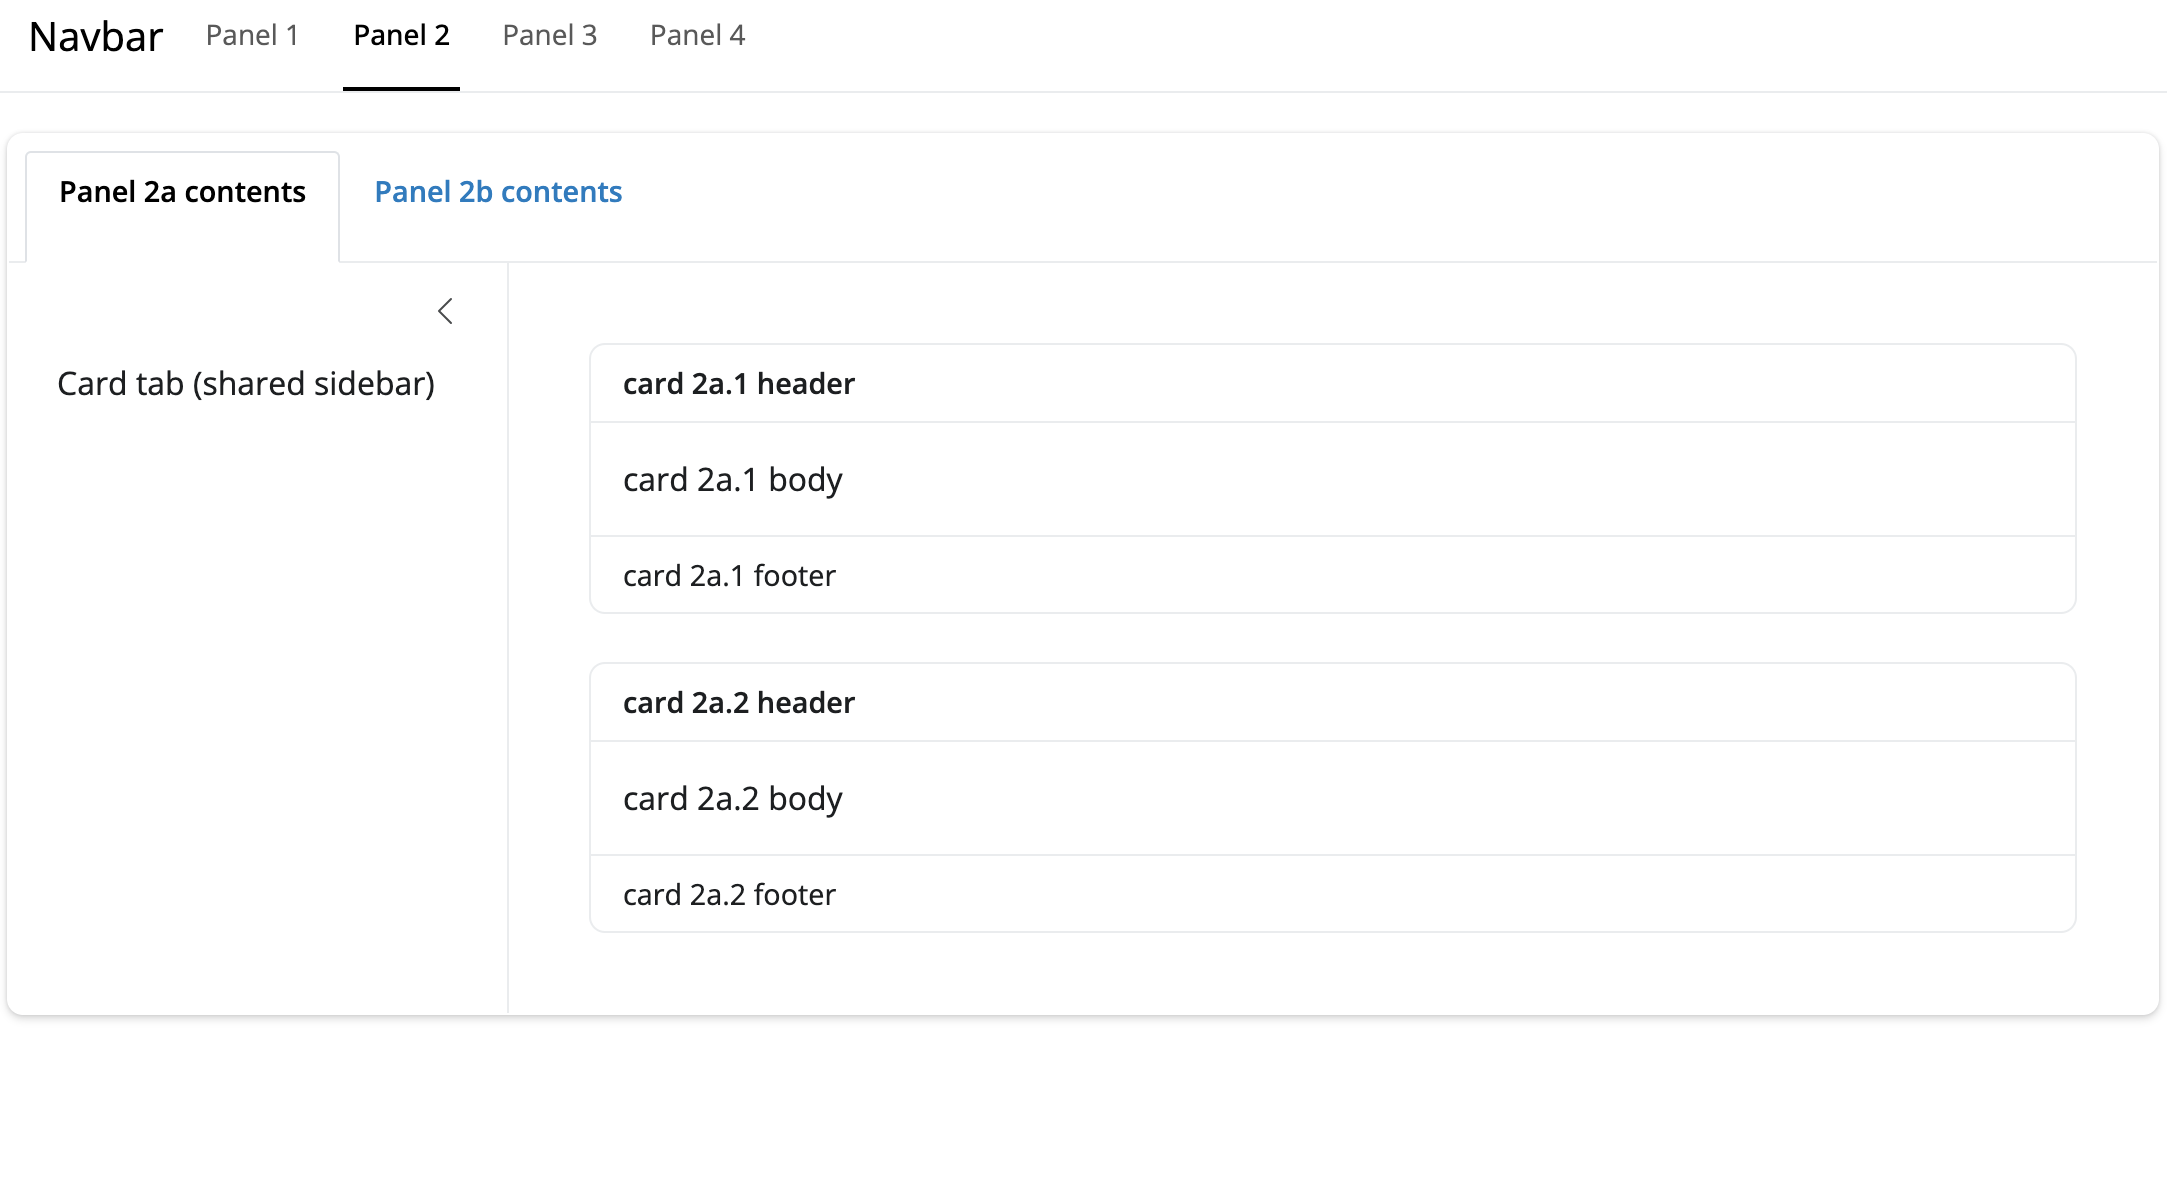 Navbar Panel 1 Panel 2 Panel 3 Panel 4
Panel 2a contents Panel 2b contents
Card tab (shared sidebar)
card 2a.1 header
card 2a.1 body
card 2a.1 footer
card 2a.2 header
card 2a.2 body
card 2a.2 footer